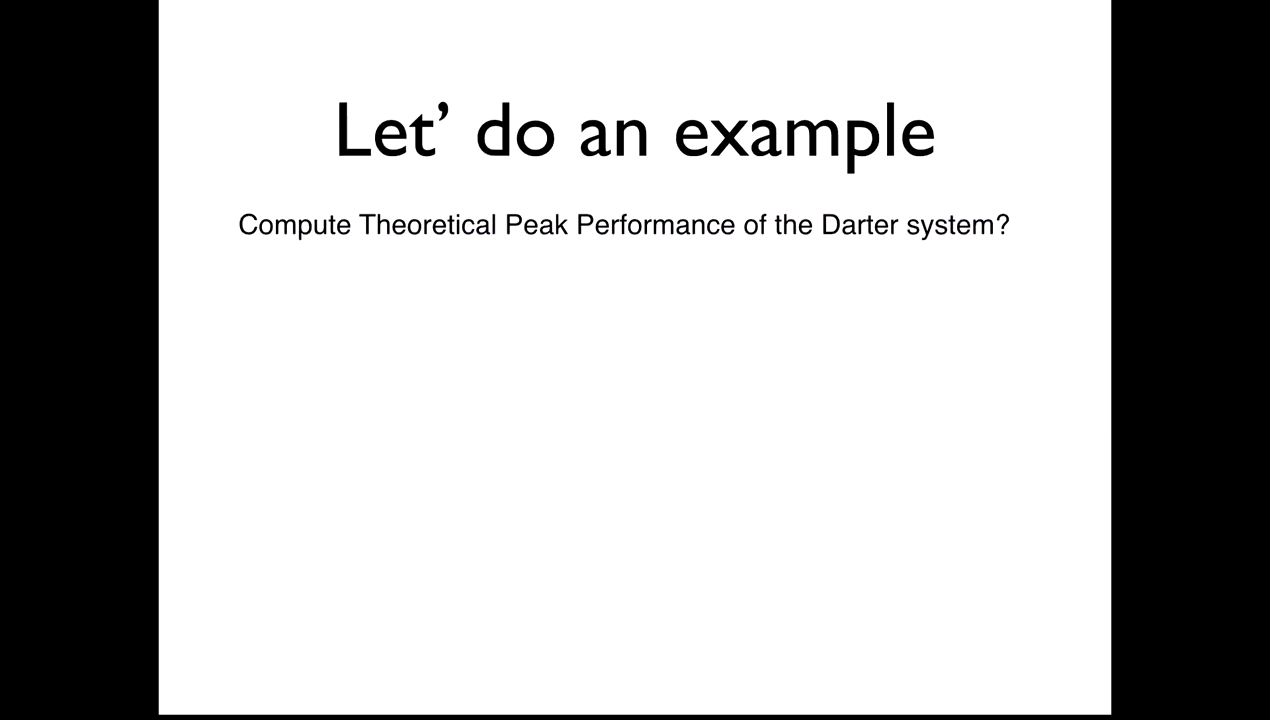 Let’ do an example
Compute Theoretical Peak Performance of the Darter system?